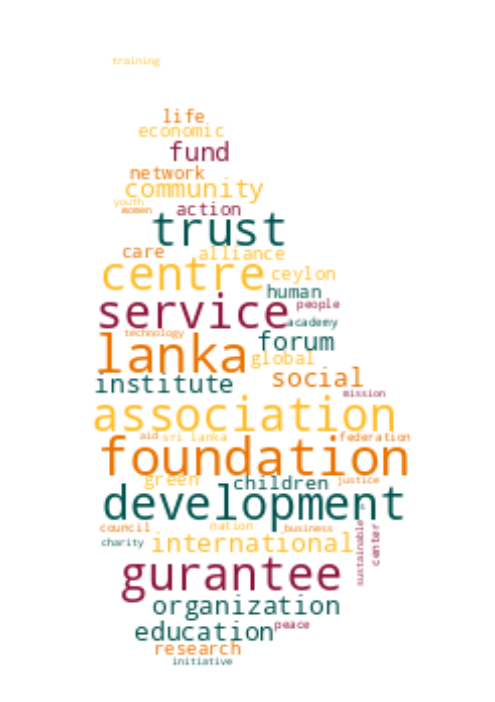 training
life
economic
fund
network
community
youth
women action
trust
care alliance
centre ceylon
human
service people
academy
technology
lanka forum
global
institute social
mission
association
aid sri lanka federation
foundation
green children justice
development
council nation business
charity international
sustainable center
gurantee
organization
education peace
research
initiative